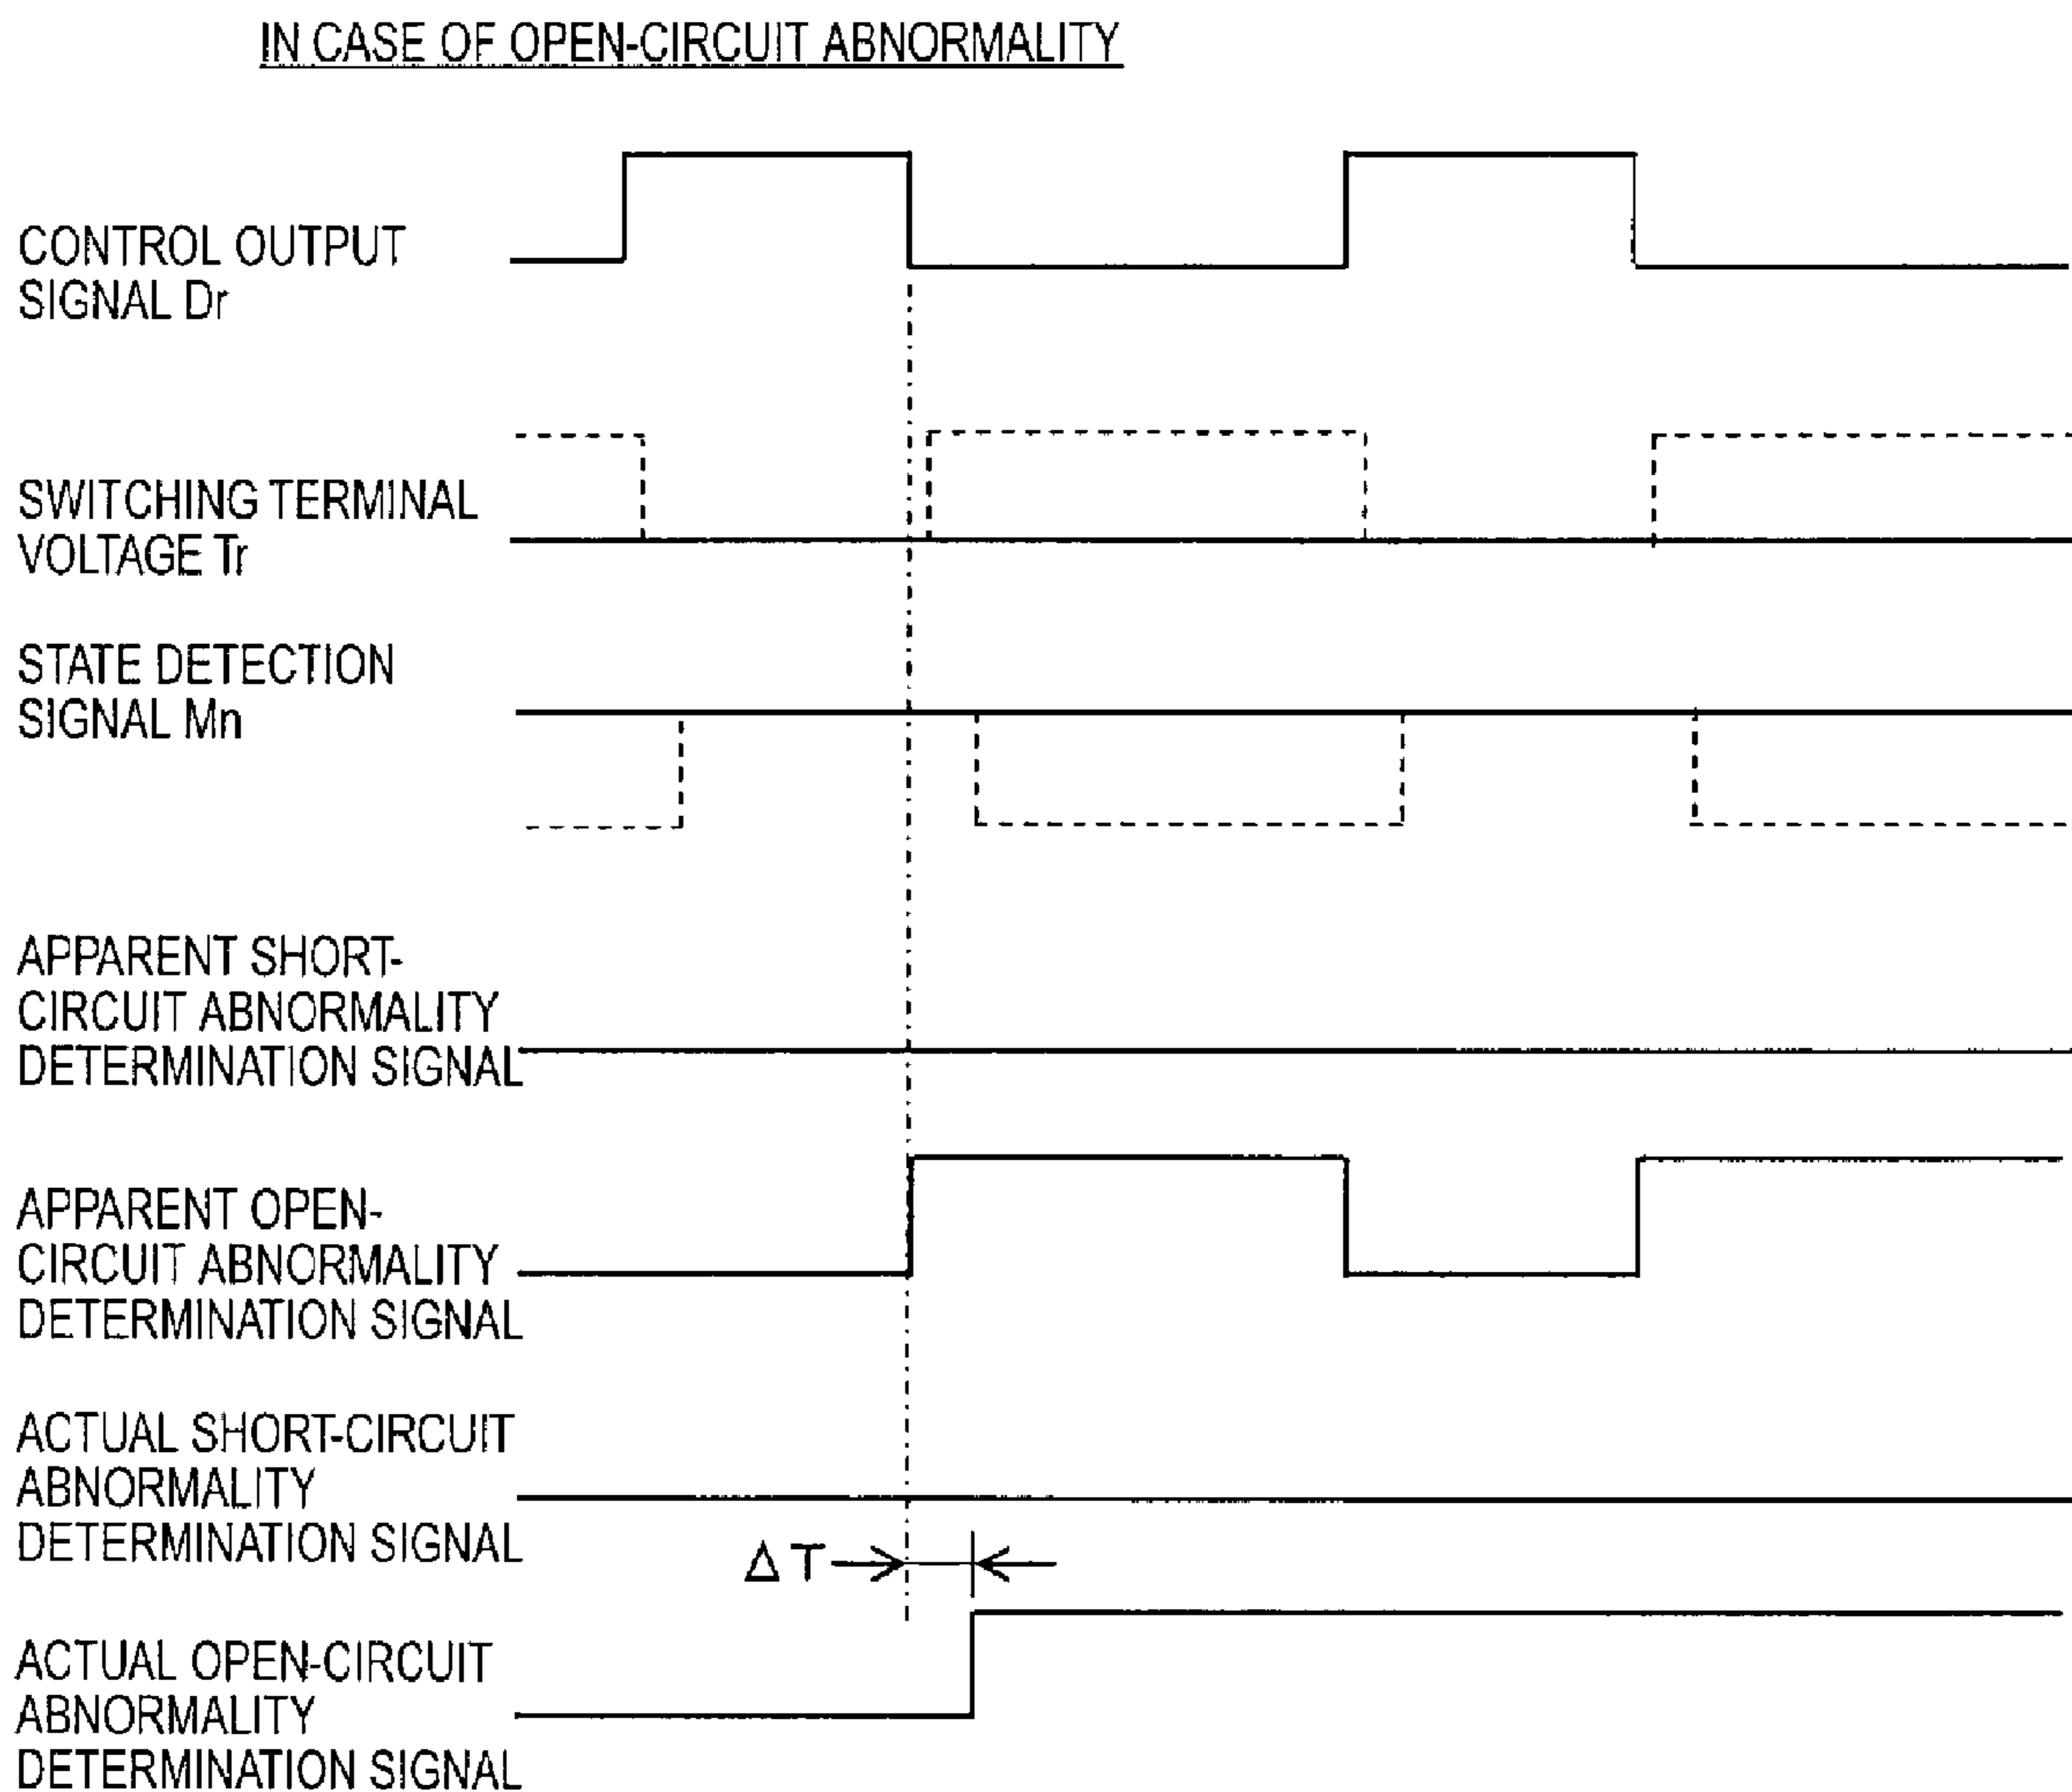 IN CASE OF OPEN-CIRCUIT ABNORMALITY
CONTROL OUTPUT
SIGNAL Dr
SWITCHING TERMINAL
VOLTAGE Tr
STATE DETECTION
SIGNAL Mn
APPARENT SHORT-
CIRCUIT ABNORMALITY
DETERMINATION SIGNAL
APPARENT OPEN-
CIRCUIT ABNORMALITY
DETERMINATION SIGNAL
ACTUAL SHORT-CIRCUIT
ABNORMALITY
DETERMINATION SIGNAL
ΔT
ACTUAL OPEN-CIRCUIT
ABNORMALITY
DETERMINATION SIGNAL